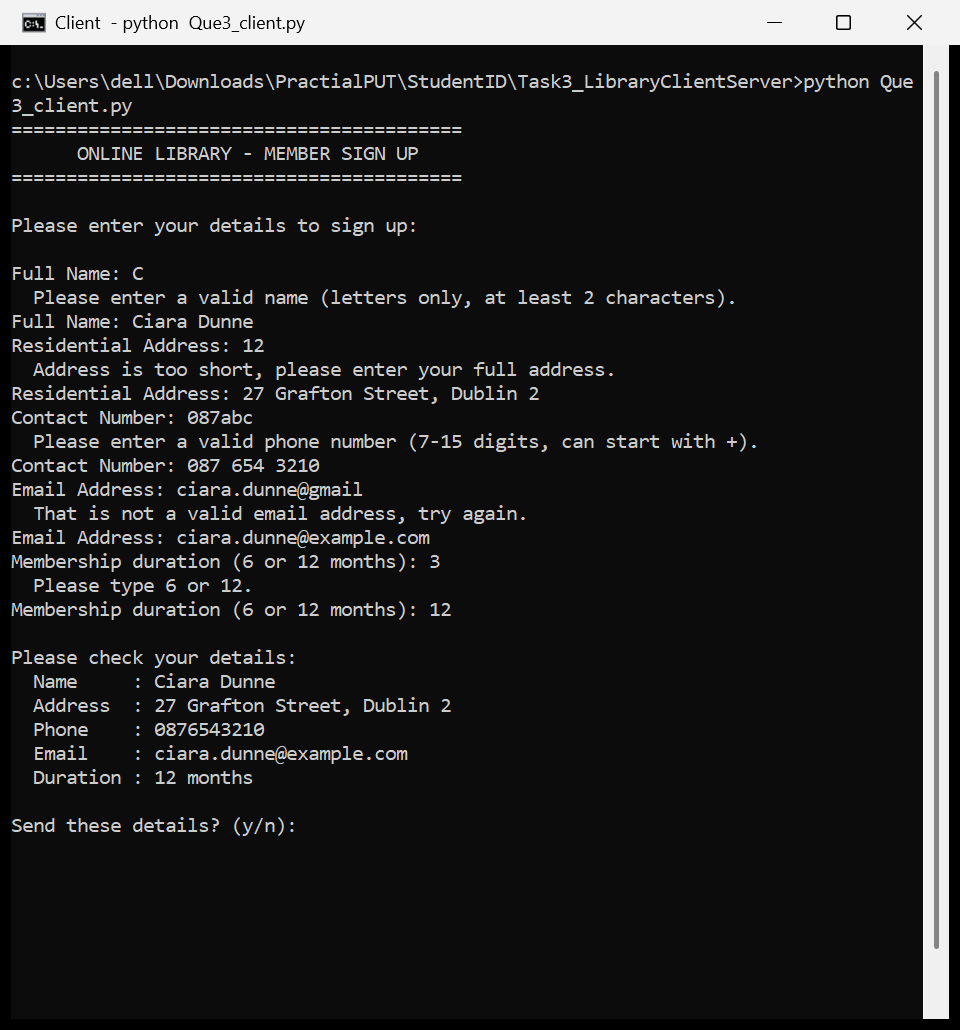 Client  - python  Que3_client.py
c:\Users\dell\Downloads\PractialPUT\StudentID\Task3_LibraryClientServer>python Que
3_client.py
=========================================
      ONLINE LIBRARY - MEMBER SIGN UP
=========================================

Please enter your details to sign up:

Full Name: C
  Please enter a valid name (letters only, at least 2 characters).
Full Name: Ciara Dunne
Residential Address: 12
  Address is too short, please enter your full address.
Residential Address: 27 Grafton Street, Dublin 2
Contact Number: 087abc
  Please enter a valid phone number (7-15 digits, can start with +).
Contact Number: 087 654 3210
Email Address: ciara.dunne@gmail
  That is not a valid email address, try again.
Email Address: ciara.dunne@example.com
Membership duration (6 or 12 months): 3
  Please type 6 or 12.
Membership duration (6 or 12 months): 12

Please check your details:
  Name     : Ciara Dunne
  Address  : 27 Grafton Street, Dublin 2
  Phone    : 0876543210
  Email    : ciara.dunne@example.com
  Duration : 12 months

Send these details? (y/n):